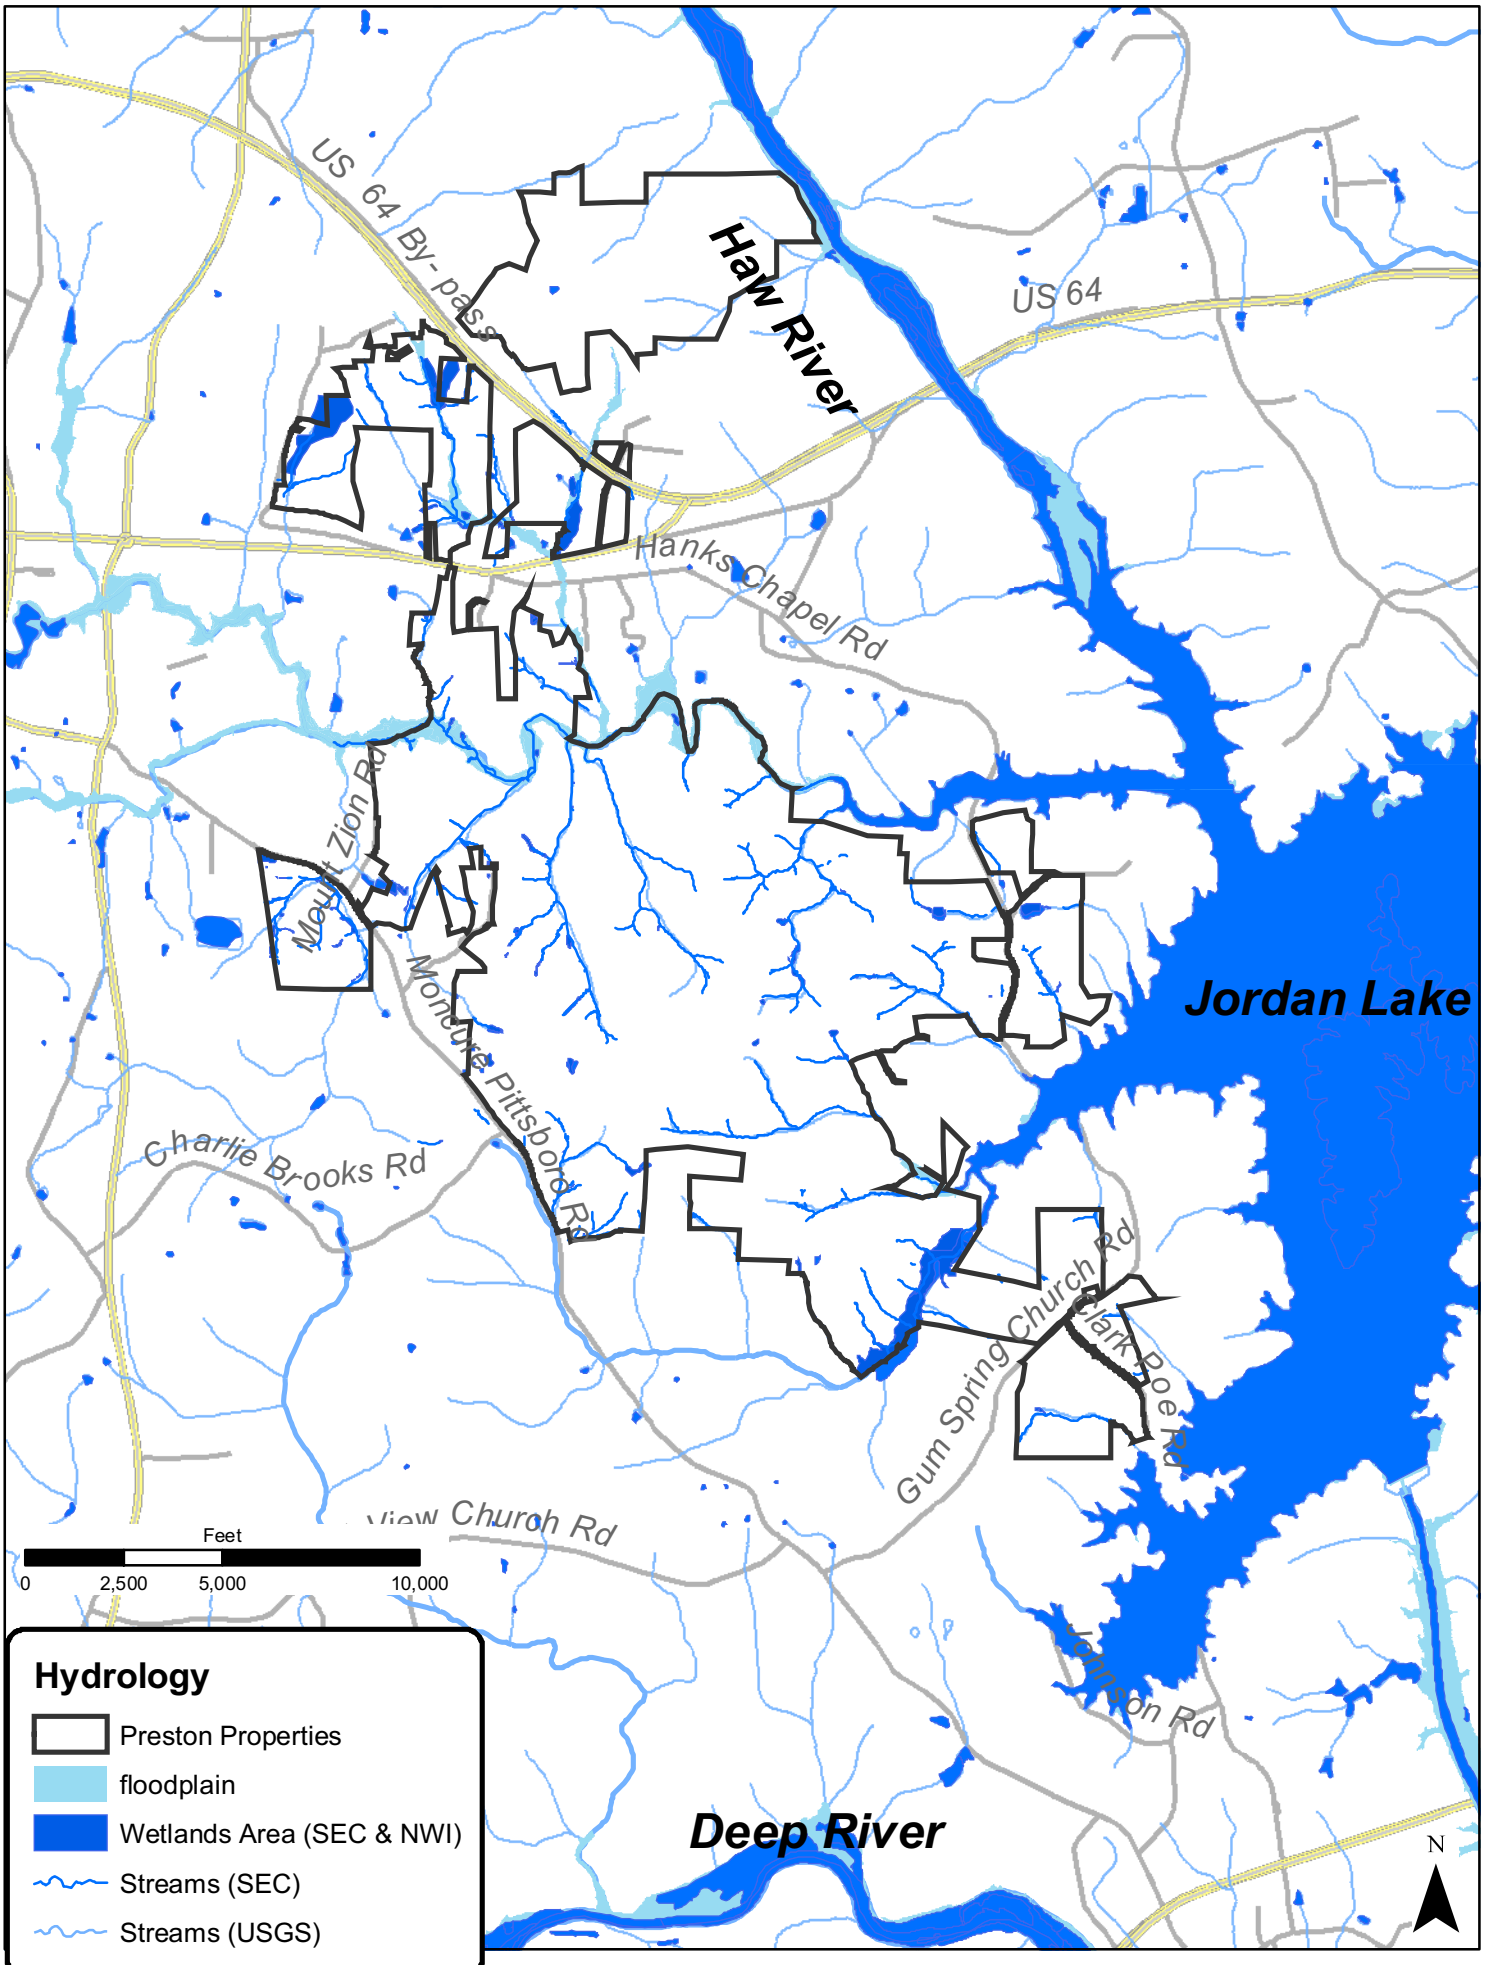 US 64 By-pass
Haw River
US 64
Hanks Chapel Rd
Mount Zion Rd
Jordan Lake
Moncure Pittsboro Rd
Charlie Brooks Rd
Gum Spring Church Rd
Clark Poe Rd
View Church Rd
Feet
0 2,500 5,000 10,000
Johnson Rd
Hydrology
Preston Properties
floodplain
Wetlands Area (SEC & NWI)
Streams (SEC)
Streams (USGS)
Deep River
N